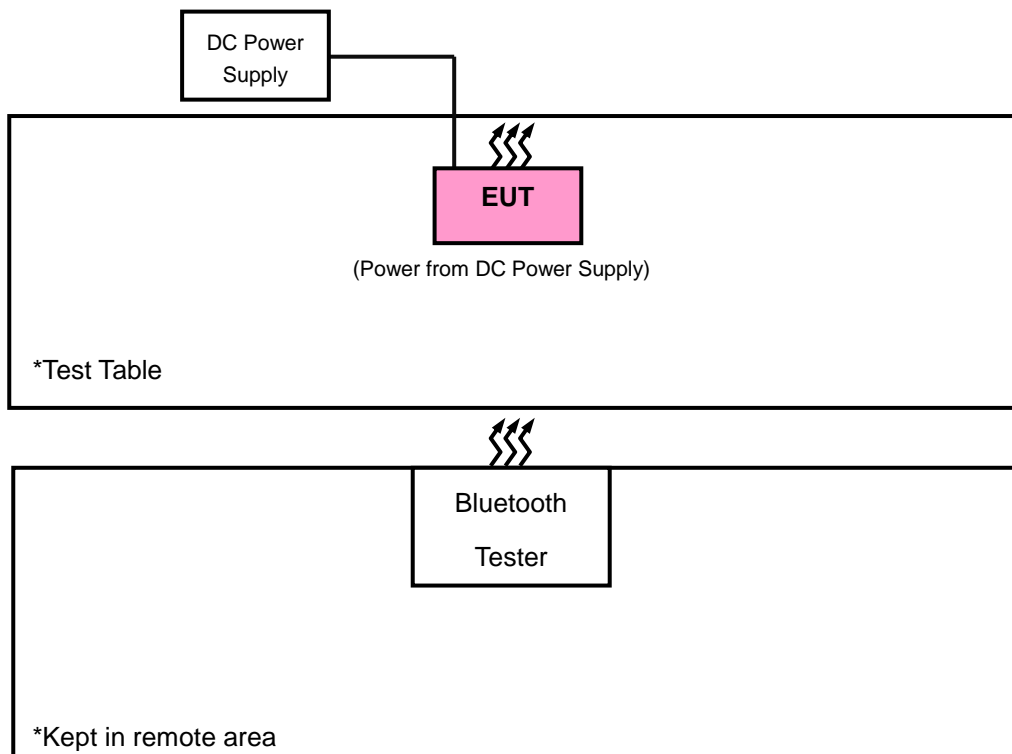 DC Power
Supply
EUT
(Power from DC Power Supply)
*Test Table
Bluetooth
Tester
*Kept in remote area